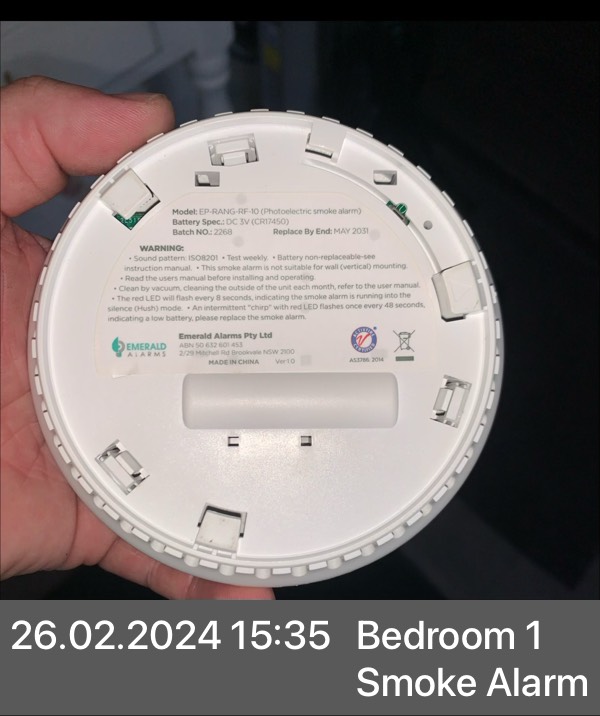 Model: EP-RANG-RF-10 (Photoelectric smoke alarm)
Battery Spec.: DC 3V (CR17450)
Batch NO.: 2268 Replace By End: MAY 2031
WARNING:
• Sound pattern: ISO8201 • Test weekly. • Battery non-replaceable-see
instruction manual. • This smoke alarm is not suitable for wall (vertical) mounting.
• Read the users manual before installing and operating.
• Clean by vacuum, cleaning the outside of the unit each month, refer to the user manual.
• The red LED will flash every 8 seconds, indicating the smoke alarm is running into the
silence (Hush) mode. • An intermittent "chirp" with red LED flashes once every 48 seconds,
indicating a low battery, please replace the smoke alarm.
EMERALD
ALARMS
Emerald Alarms Pty Ltd
ABN 50 632 601 453
2/29 Mitchell Rd Brookvale NSW 2100
MADE IN CHINA Ver:1.0
AS3786: 2014
26.02.2024 15:35 Bedroom 1
Smoke Alarm